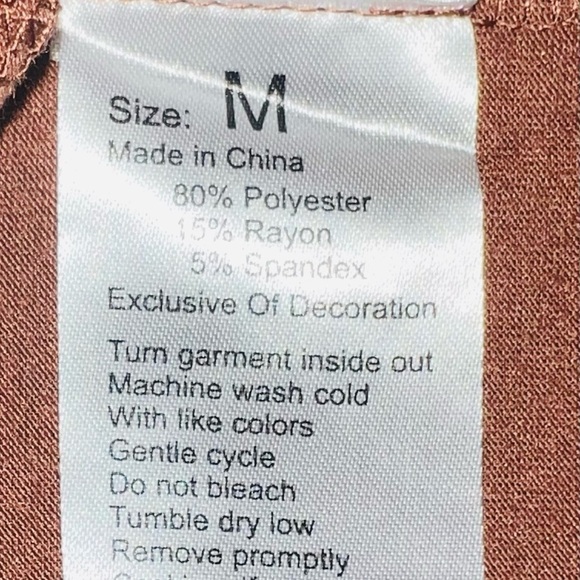 Size: M
Made in China
80% Polyester
15% Rayon
5% Spandex
Exclusive Of Decoration
Turn garment inside out
Machine wash cold
With like colors
Gentle cycle
Do not bleach
Tumble dry low
Remove promptly